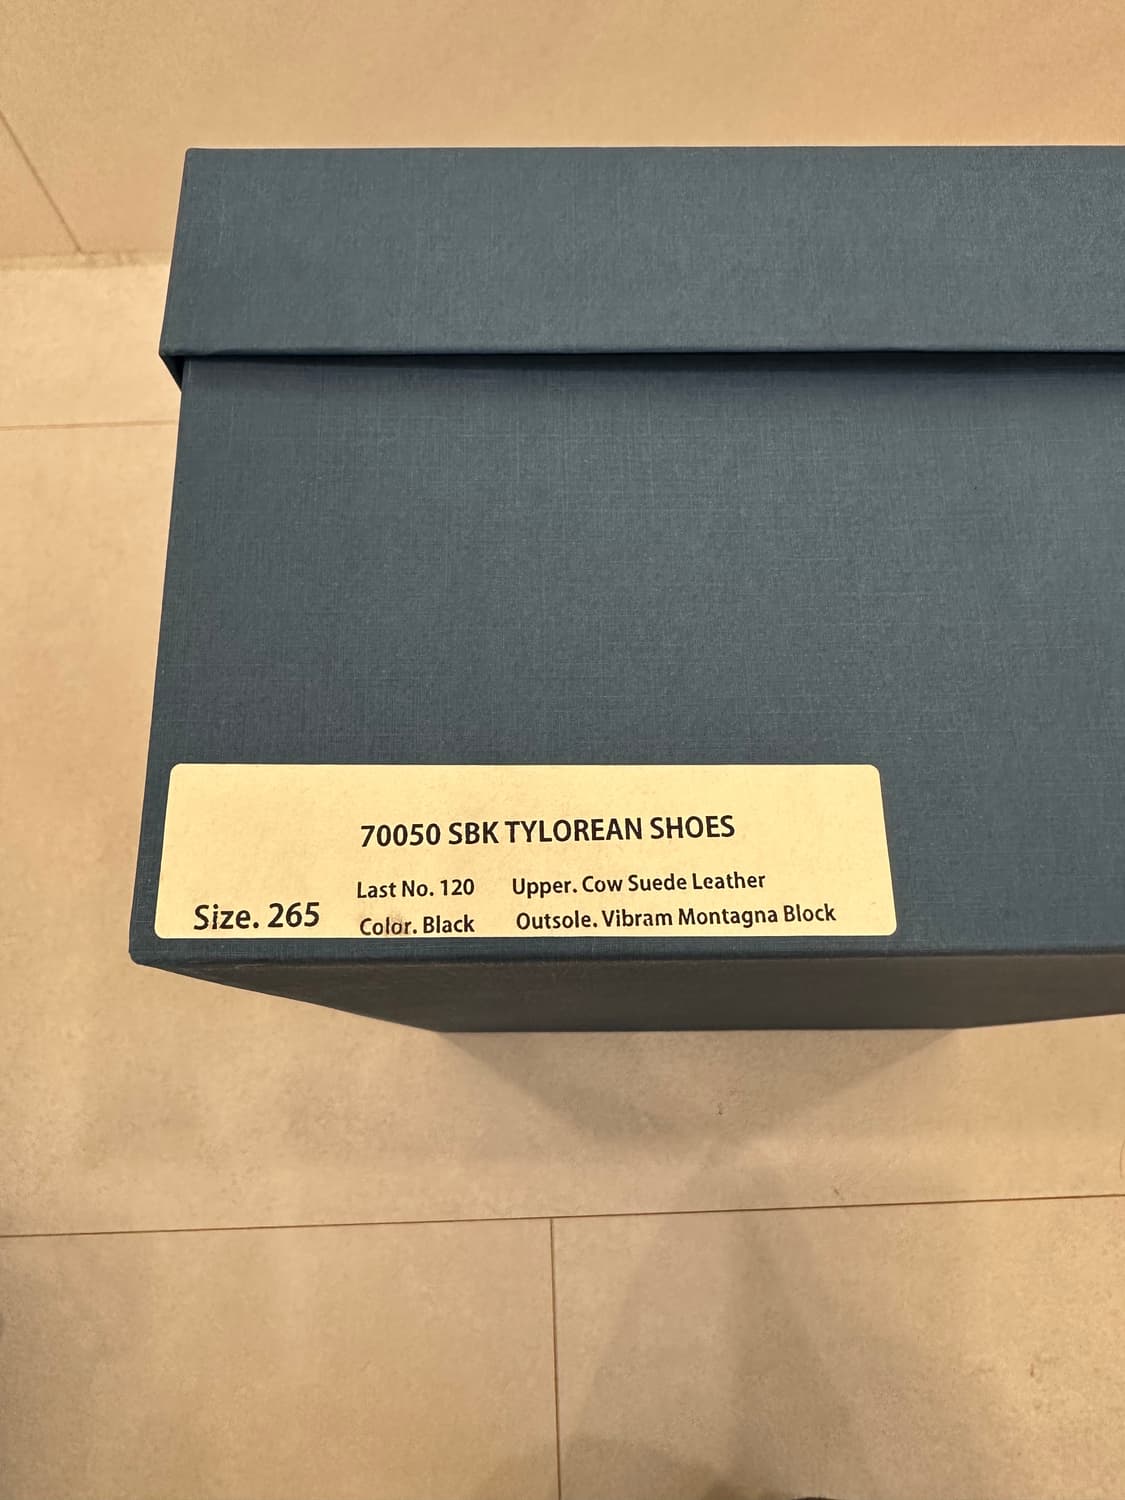 70050 SBK TYLOREAN SHOES
Last No. 120 Upper. Cow Suede Leather
Size. 265 Color. Black Outsole. Vibram Montagna Block